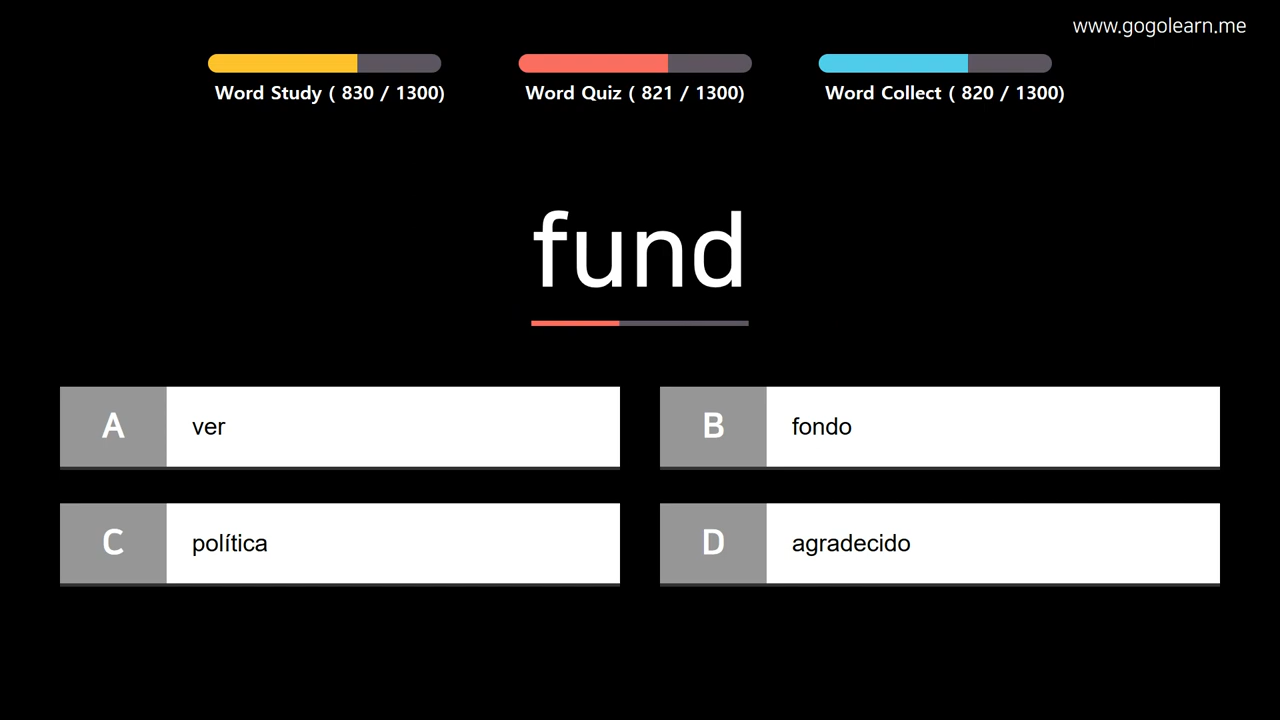 www.gogolearn.me
Word Study ( 830 / 1300)
Word Quiz ( 821 / 1300)
Word Collect ( 820 / 1300)
fund
A ver
B fondo
C política
D agradecido